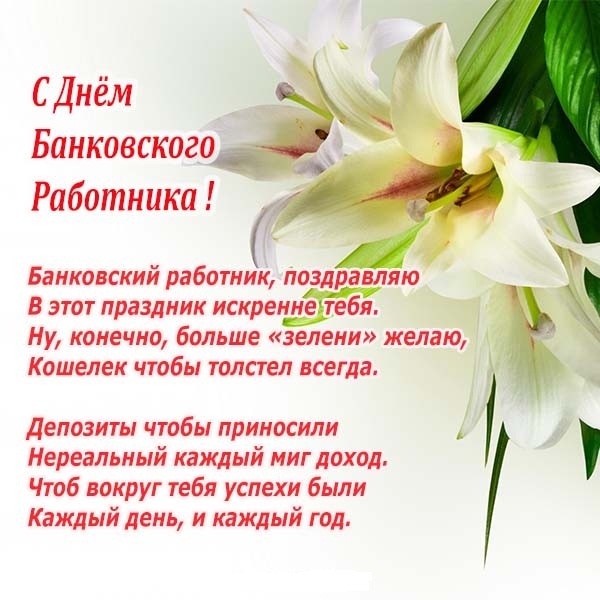 С Днём
Банковского
Работника !
Банковский работник, поздравляю
В этот праздник искренне тебя.
Ну, конечно, больше «зелени» желаю,
Кошелек чтобы толстел всегда.
Депозиты чтобы приносили
Нереальный каждый миг доход.
Чтоб вокруг тебя успехи были
Каждый день, и каждый год.